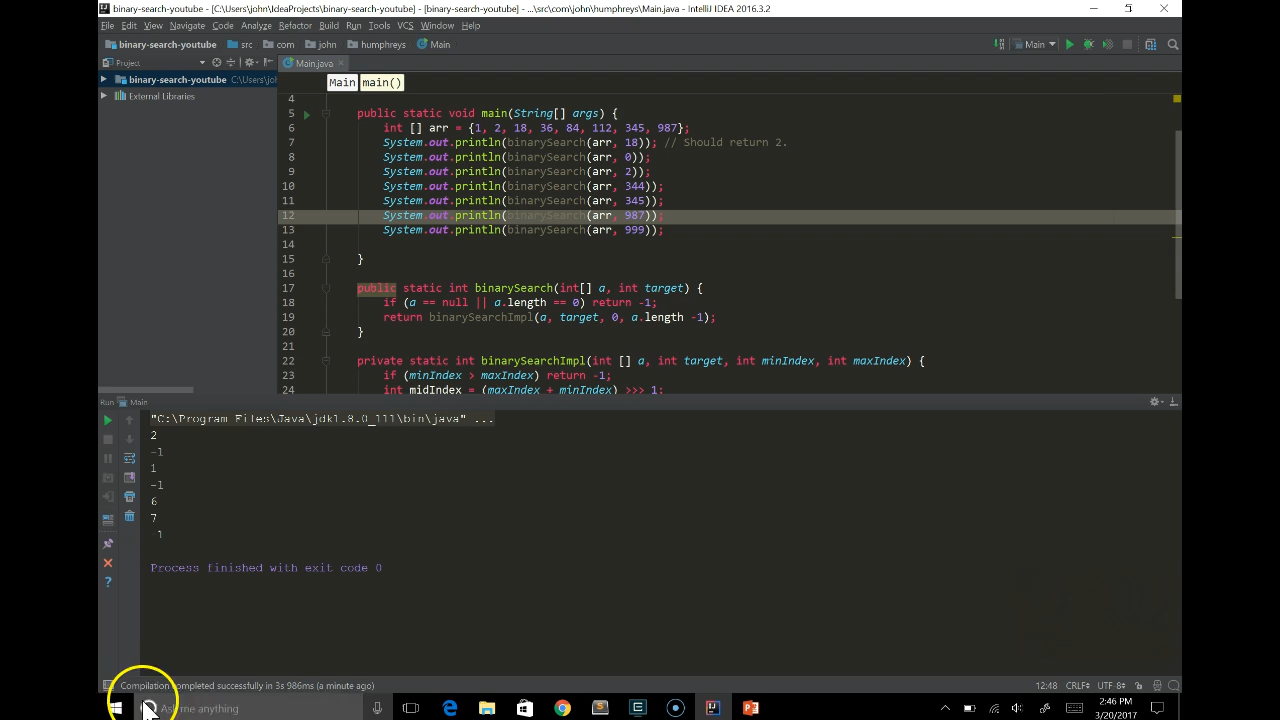 binary-search-youtube - [C:\Users\john\IdeaProjects\binary-search-youtube] - [binary-search-youtube] - ...\src\com\john\humphreys\Main.java - IntelliJ IDEA 2016.3.2
File Edit View Navigate Code Analyze Refactor Build Run Tools VCS Window Help
binary-search-youtube src com john humphreys Main Main
Project Main.java
binary-search-youtube C:\Users\joh
Main main()
External Libraries
4
5 public static void main(String[] args) {
6 int [] arr = {1, 2, 18, 36, 84, 112, 345, 987};
7 System.out.println(binarySearch(arr, 18)); // Should return 2.
8 System.out.println(binarySearch(arr, 0));
9 System.out.println(binarySearch(arr, 2));
10 System.out.println(binarySearch(arr, 344));
11 System.out.println(binarySearch(arr, 345));
12 System.out.println(binarySearch(arr, 987));
13 System.out.println(binarySearch(arr, 999));
14
15 }
16
17 public static int binarySearch(int[] a, int target) {
18 if (a == null || a.length == 0) return -1;
19 return binarySearchImpl(a, target, 0, a.length -1);
20 }
21
22 private static int binarySearchImpl(int [] a, int target, int minIndex, int maxIndex) {
23 if (minIndex > maxIndex) return -1;
24 int midIndex = (maxIndex + minIndex) >>> 1;
Run Main
"C:\Program Files\Java\jdk1.8.0_111\bin\java" ...
2
-1
1
-1
6
7
1
Process finished with exit code 0
Compilation completed successfully in 3s 986ms (a minute ago) 12:48 CRLF UTF-8
Ask me anything
2:46 PM
3/20/2017